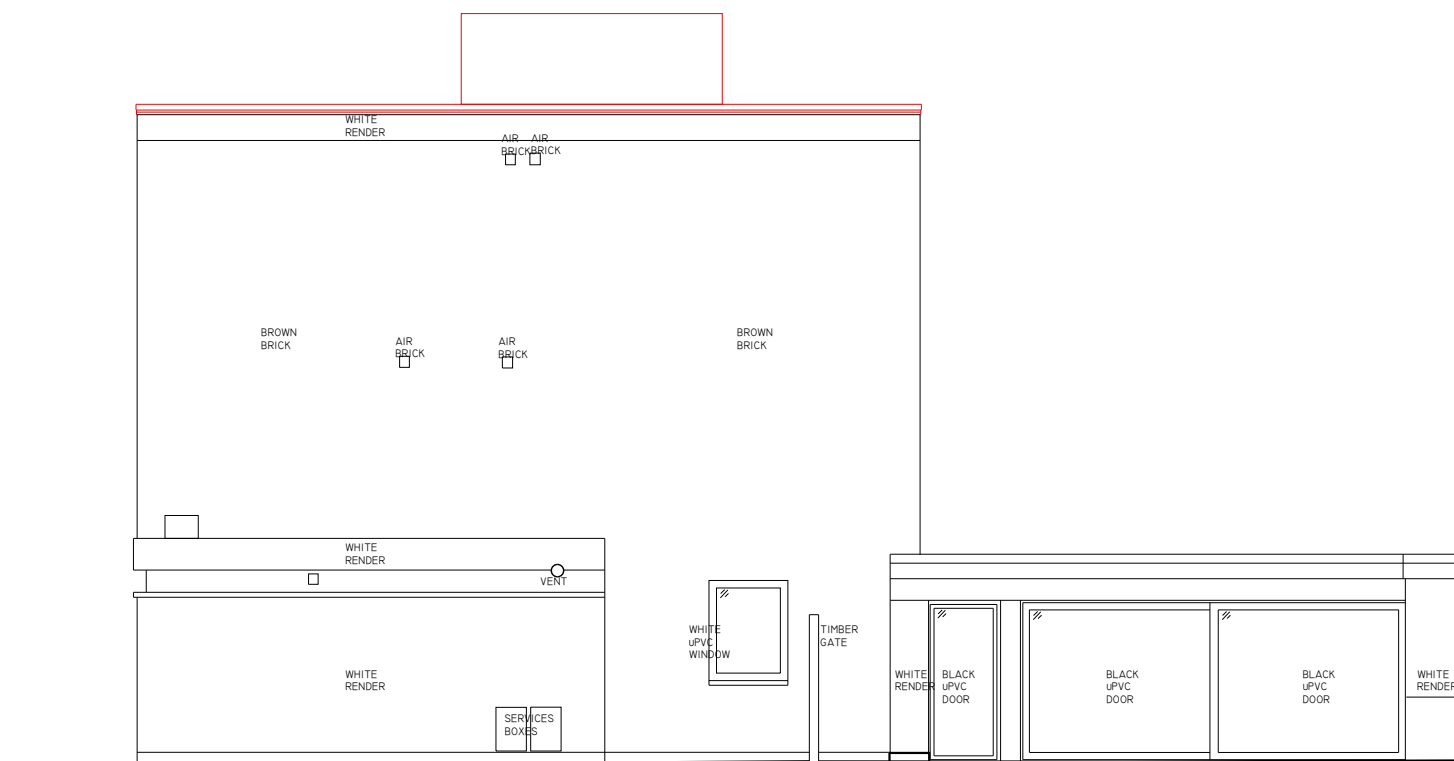 WHITE
RENDER
AIR
BRICK
AIR
BRICK
BROWN
BRICK
AIR
BRICK
AIR
BRICK
BROWN
BRICK
WHITE
RENDER
VENT
WHITE
uPVC
WINDOW
TIMBER
GATE
WHITE
RENDER
SERVICES
BOXES
WHITE
RENDER
BLACK
uPVC
DOOR
BLACK
uPVC
DOOR
BLACK
uPVC
DOOR
WHITE
RENDER